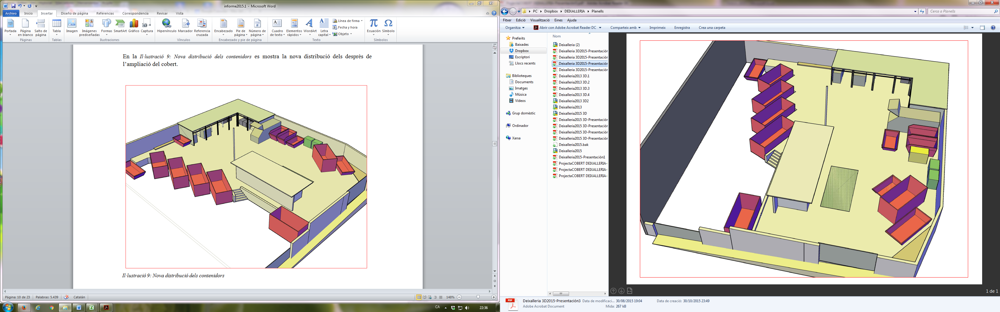 informe2015.1 - Microsoft Word
Archivo Inicio Insertar Diseño de página Referencias Correspondencia Revisar Vista
Portada Página en blanco Salto de página Tabla Imagen Imágenes prediseñadas Formas SmartArt Gráfico Captura Hipervínculo Marcador Referencia cruzada Encabezado Pie de página Número de página Cuadro de texto Elementos rápidos WordArt Letra capital Línea de firma Fecha y hora Objeto Ecuación Símbolo
Páginas Tablas Ilustraciones Vínculos Encabezado y pie de página Texto Símbolos
En la Il·lustració 9: Nova distribució dels contenidors es mostra la nova distribució dels desprès de
l’ampliació del cobert.
Il·lustració 9: Nova distribució dels contenidors
Página: 10 de 23 Palabras: 5.439 Catalán 148%
CA 22:36
PC Dropbox DEIXALLERIA Planells
Cerca a Planells
Fitxer Edició Visualització Eines Ajuda
Organitza Abrir con Adobe Acrobat Reader DC Comparteix amb Imprimeix Enregistra Crea una carpeta
Preferits
Baixades
Dropbox
Escriptori
Llocs recents
Biblioteques
Documents
Imatges
Música
Vídeos
Grup domèstic
Ordinador
Xarxa
Nom
Deixalleria (2)
Deixalleria 3D2015-Presentación
Deixalleria 3D2015-Presentación
Deixalleria 3D2015-Presentación
Deixalleria 3D2015-Presentación
Deixalleria2013 3D.1
Deixalleria2013 3D.2
Deixalleria2013 3D.3
Deixalleria2013 3D.4
Deixalleria2013 3D2
Deixalleria2013
Deixalleria2015 3D
Deixalleria2015 3D-Presentación
Deixalleria2015 3D-Presentación
Deixalleria2015 3D-Presentación
Deixalleria2015 3D-Presentación
Deixalleria2015.bak
Deixalleria2015
Deixalleria2015-Presentación1
ProjectaCOBERT DEIXALLERIA-
ProjectaCOBERT DEIXALLERIA-
ProjectaCOBERT DEIXALLERIA-
1 de 1
PDF
Deixalleria 3D2015-Presentación3 Data de modificaci... 30/08/2015 19:04 Data de creació: 30/10/2015 23:49
Adobe Acrobat Document Mida: 267 kB